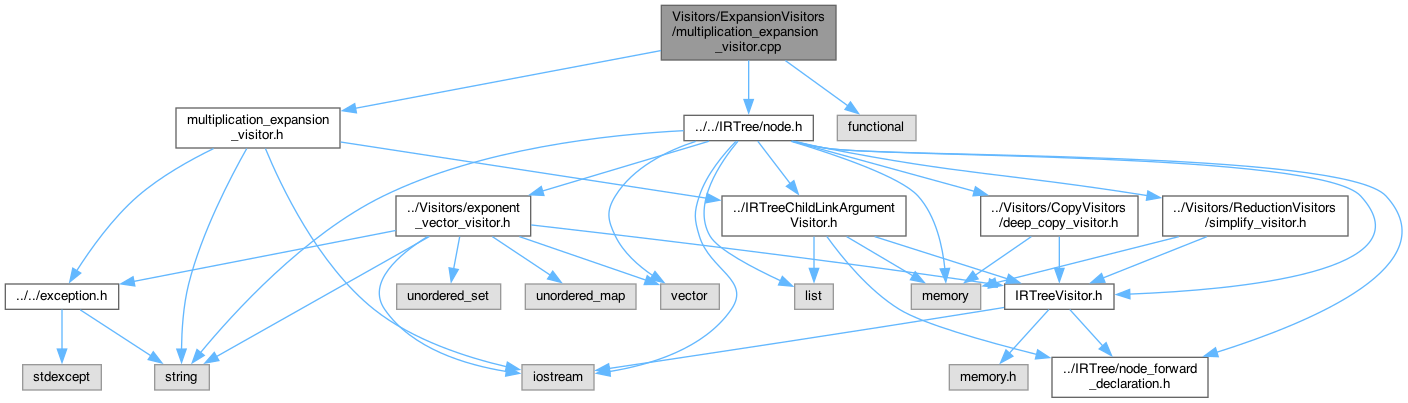 Visitors/ExpansionVisitors
/multiplication_expansion
_visitor.cpp
multiplication_expansion
_visitor.h
../../IRTree/node.h
functional
../Visitors/exponent
_vector_visitor.h
../IRTreeChildLinkArgument
Visitor.h
../Visitors/CopyVisitors
/deep_copy_visitor.h
../Visitors/ReductionVisitors
/simplify_visitor.h
../../exception.h
unordered_set
unordered_map
vector
list
memory
IRTreeVisitor.h
stdexcept
string
iostream
memory.h
../IRTree/node_forward
_declaration.h